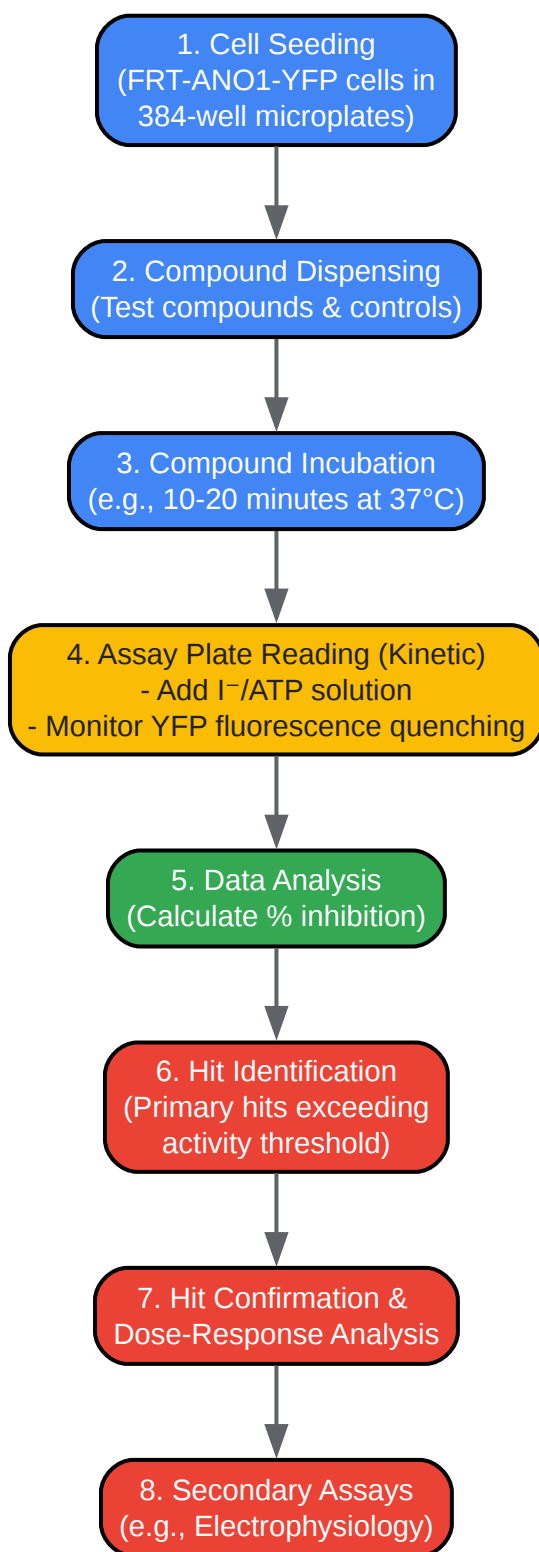 1. Cell Seeding
(FRT-ANO1-YFP cells in
384-well microplates)
2. Compound Dispensing
(Test compounds & controls)
3. Compound Incubation
(e.g., 10-20 minutes at 37°C)
4. Assay Plate Reading (Kinetic)
- Add I⁻/ATP solution
- Monitor YFP fluorescence quenching
5. Data Analysis
(Calculate % inhibition)
6. Hit Identification
(Primary hits exceeding
activity threshold)
7. Hit Confirmation &
Dose-Response Analysis
8. Secondary Assays
(e.g., Electrophysiology)